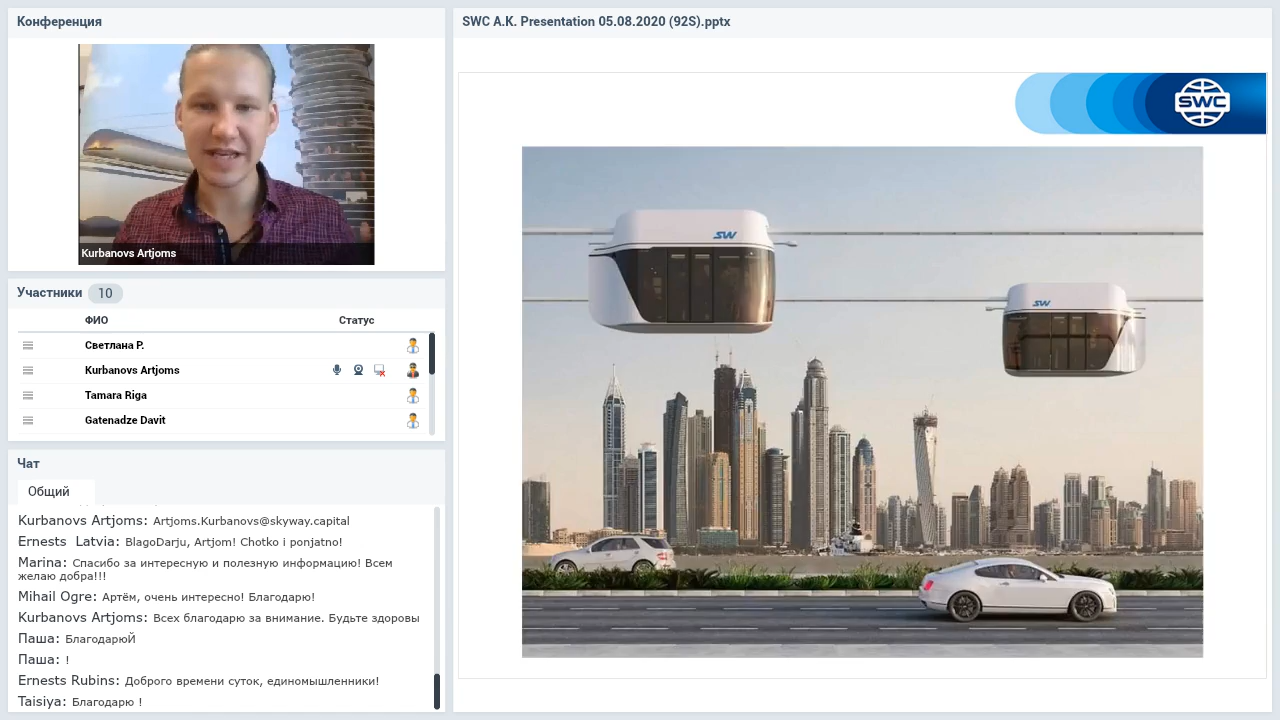 Конференция
Kurbanovs Artjoms
Участники 10
ФИО Статус
Светлана Р.
Kurbanovs Artjoms
Tamara Riga
Gatenadze Davit
Чат
Общий
Kurbanovs Artjoms: Artjoms.Kurbanovs@skyway.capital
Ernests Latvia: BlagoDarju, Artjom! Chotko i ponjatno!
Marina: Спасибо за интересную и полезную информацию! Всем
желаю добра!!!
Mihail Ogre: Артём, очень интересно! Благодарю!
Kurbanovs Artjoms: Всех благодарю за внимание. Будьте здоровы
Паша: БлагодарюЙ
Паша: !
Ernests Rubins: Доброго времени суток, единомышленники!
Taisiya: Благодарю !
SWC A.K. Presentation 05.08.2020 (92S).pptx
SWC
SW
SW